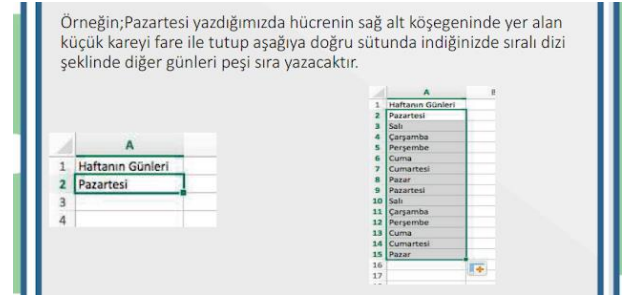 Örneğin;Pazartesi yazdığımızda hücrenin sağ alt köşegeninde yer alan
küçük kareyi fare ile tutup aşağıya doğru sütunda indiğinizde sıralı dizi
şeklinde diğer günleri peşi sıra yazacaktır.
A
1 Haftanın Günleri
2 Pazartesi
3
4
A
1 Haftanın Günleri
2 Pazartesi
3 Salı
4 Çarşamba
5 Perşembe
6 Cuma
7 Cumartesi
8 Pazar
9 Pazartesi
10 Salı
11 Çarşamba
12 Perşembe
13 Cuma
14 Cumartesi
15 Pazar
16
17